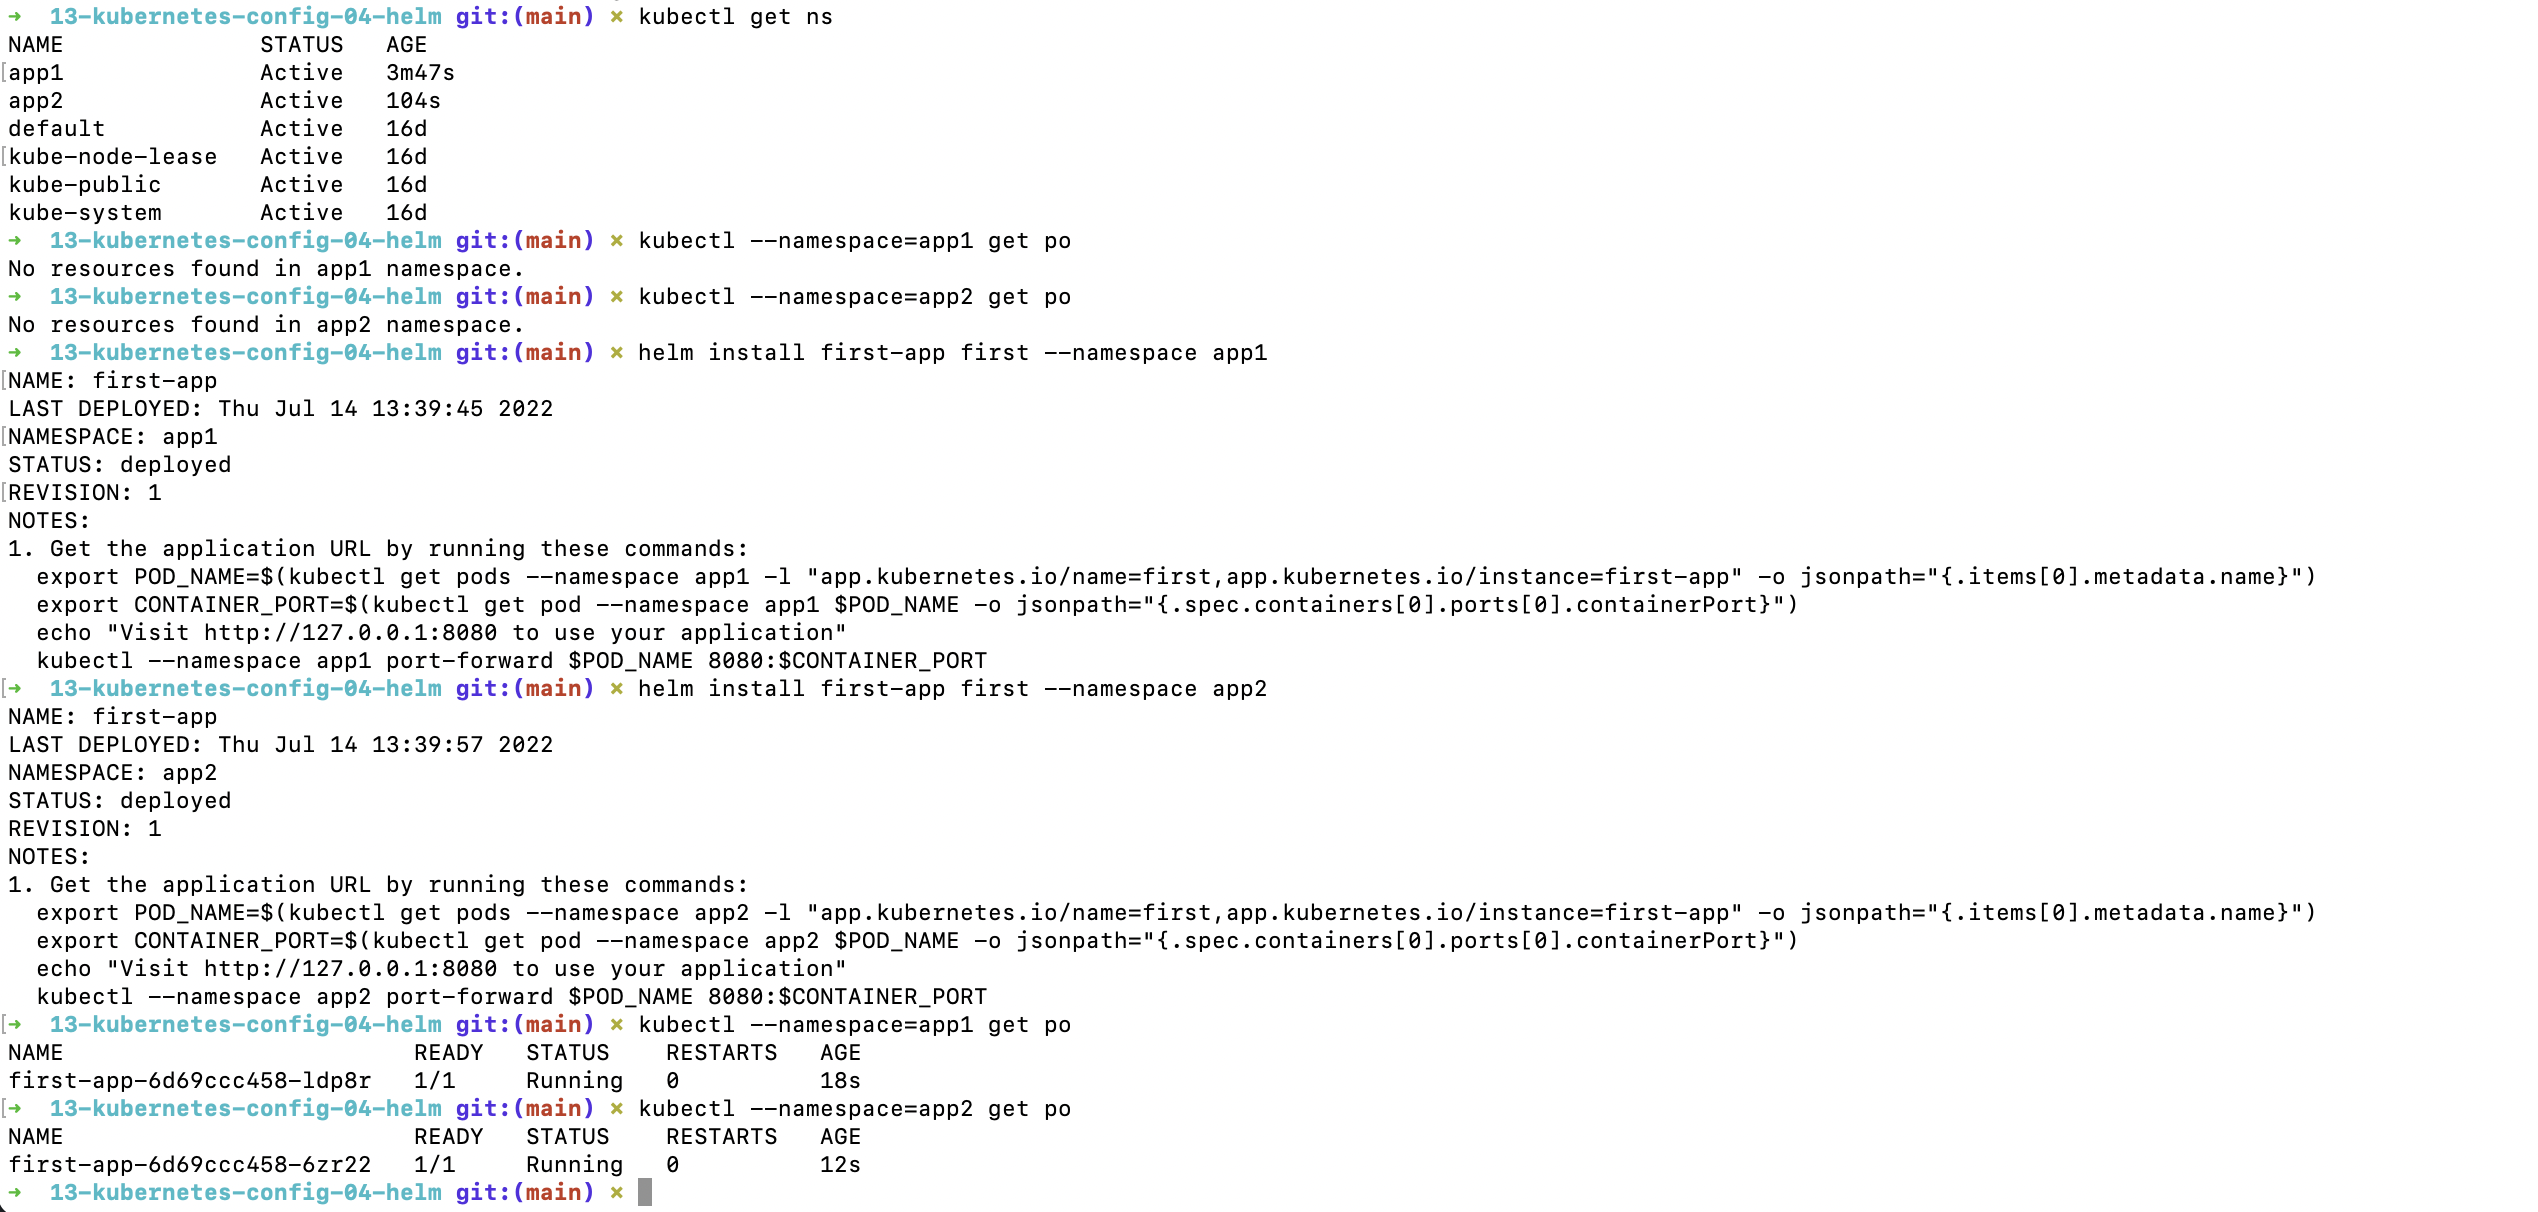 ➜  13-kubernetes-config-04-helm git:(main) ✗ kubectl get ns
NAME              STATUS   AGE
app1              Active   3m47s
app2              Active   104s
default           Active   16d
kube-node-lease   Active   16d
kube-public       Active   16d
kube-system       Active   16d
➜  13-kubernetes-config-04-helm git:(main) ✗ kubectl --namespace=app1 get po
No resources found in app1 namespace.
➜  13-kubernetes-config-04-helm git:(main) ✗ kubectl --namespace=app2 get po
No resources found in app2 namespace.
➜  13-kubernetes-config-04-helm git:(main) ✗ helm install first-app first --namespace app1
NAME: first-app
LAST DEPLOYED: Thu Jul 14 13:39:45 2022
NAMESPACE: app1
STATUS: deployed
REVISION: 1
NOTES:
1. Get the application URL by running these commands:
  export POD_NAME=$(kubectl get pods --namespace app1 -l "app.kubernetes.io/name=first,app.kubernetes.io/instance=first-app" -o jsonpath="{.items[0].metadata.name}")
  export CONTAINER_PORT=$(kubectl get pod --namespace app1 $POD_NAME -o jsonpath="{.spec.containers[0].ports[0].containerPort}")
  echo "Visit http://127.0.0.1:8080 to use your application"
  kubectl --namespace app1 port-forward $POD_NAME 8080:$CONTAINER_PORT
➜  13-kubernetes-config-04-helm git:(main) ✗ helm install first-app first --namespace app2
NAME: first-app
LAST DEPLOYED: Thu Jul 14 13:39:57 2022
NAMESPACE: app2
STATUS: deployed
REVISION: 1
NOTES:
1. Get the application URL by running these commands:
  export POD_NAME=$(kubectl get pods --namespace app2 -l "app.kubernetes.io/name=first,app.kubernetes.io/instance=first-app" -o jsonpath="{.items[0].metadata.name}")
  export CONTAINER_PORT=$(kubectl get pod --namespace app2 $POD_NAME -o jsonpath="{.spec.containers[0].ports[0].containerPort}")
  echo "Visit http://127.0.0.1:8080 to use your application"
  kubectl --namespace app2 port-forward $POD_NAME 8080:$CONTAINER_PORT
➜  13-kubernetes-config-04-helm git:(main) ✗ kubectl --namespace=app1 get po
NAME                         READY   STATUS    RESTARTS   AGE
first-app-6d69ccc458-ldp8r   1/1     Running   0          18s
➜  13-kubernetes-config-04-helm git:(main) ✗ kubectl --namespace=app2 get po
NAME                         READY   STATUS    RESTARTS   AGE
first-app-6d69ccc458-6zr22   1/1     Running   0          12s
➜  13-kubernetes-config-04-helm git:(main) ✗